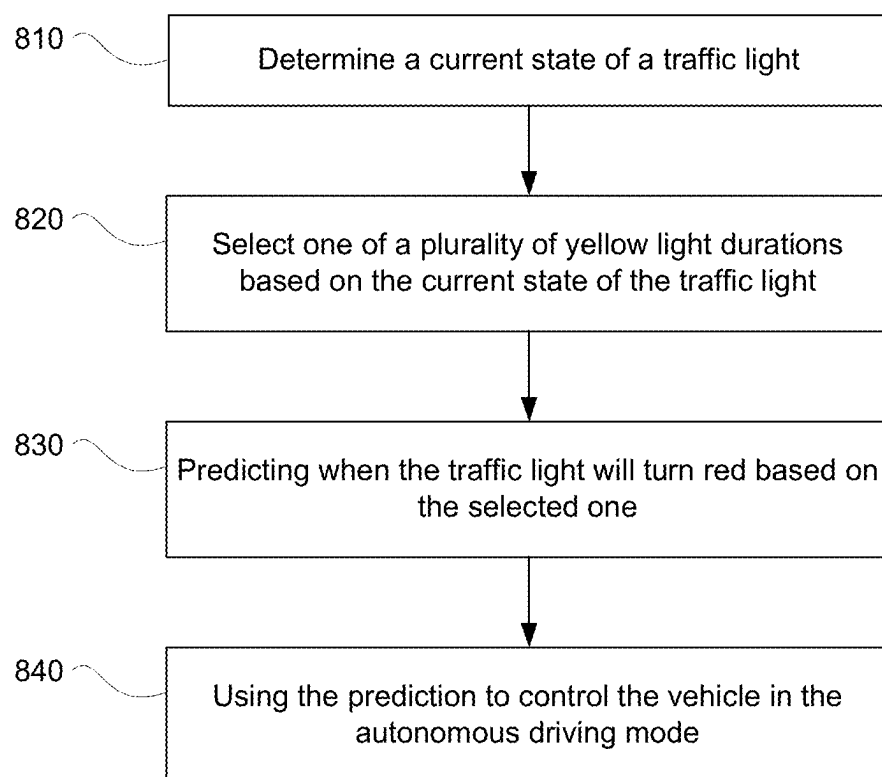 810
Determine a current state of a traffic light
820
Select one of a plurality of yellow light durations
based on the current state of the traffic light
830
Predicting when the traffic light will turn red based on
the selected one
840
Using the prediction to control the vehicle in the
autonomous driving mode